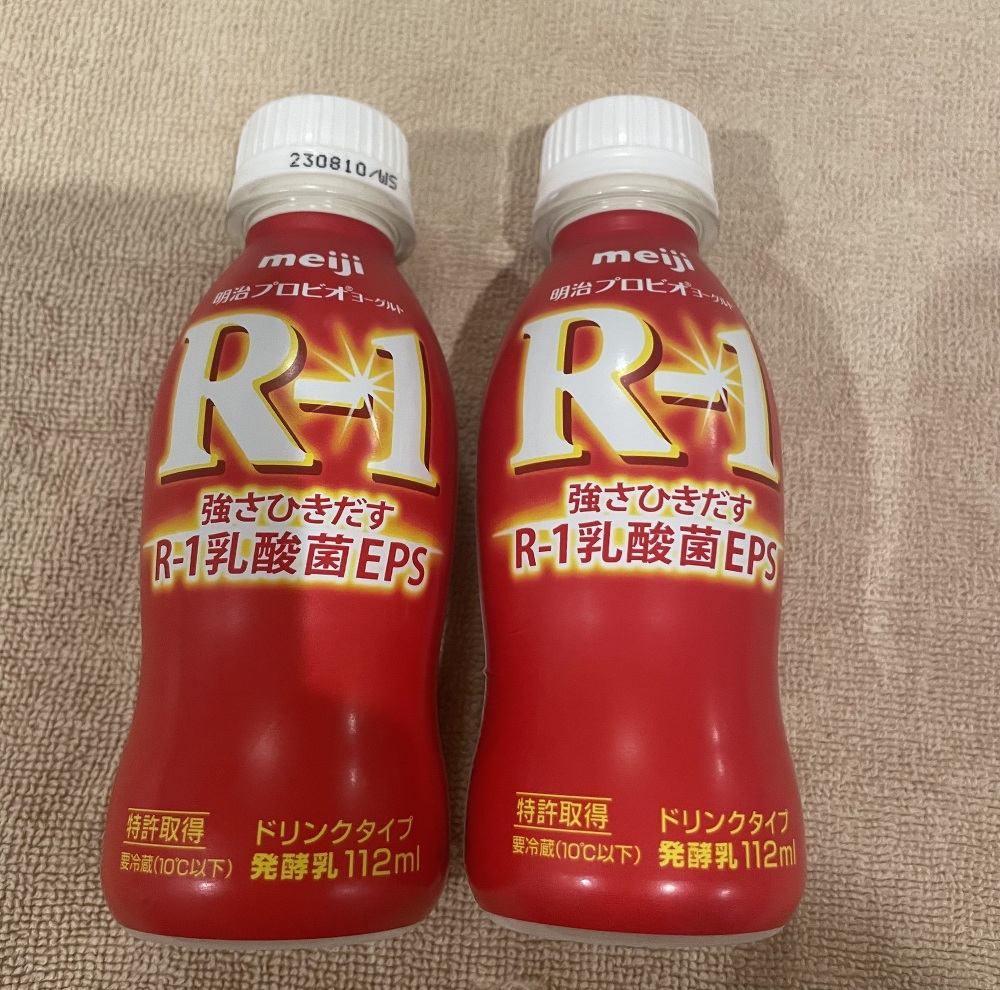 230810/WS
meiji
明治プロビオ®ヨーグルト
R-1
強さひきだす
R-1乳酸菌EPS
特許取得
要冷蔵(10℃以下)
ドリンクタイプ
発酵乳112ml
meiji
明治プロビオ®ヨーグルト
R-1
強さひきだす
R-1乳酸菌EPS
特許取得
要冷蔵(10℃以下)
ドリンクタイプ
発酵乳112ml